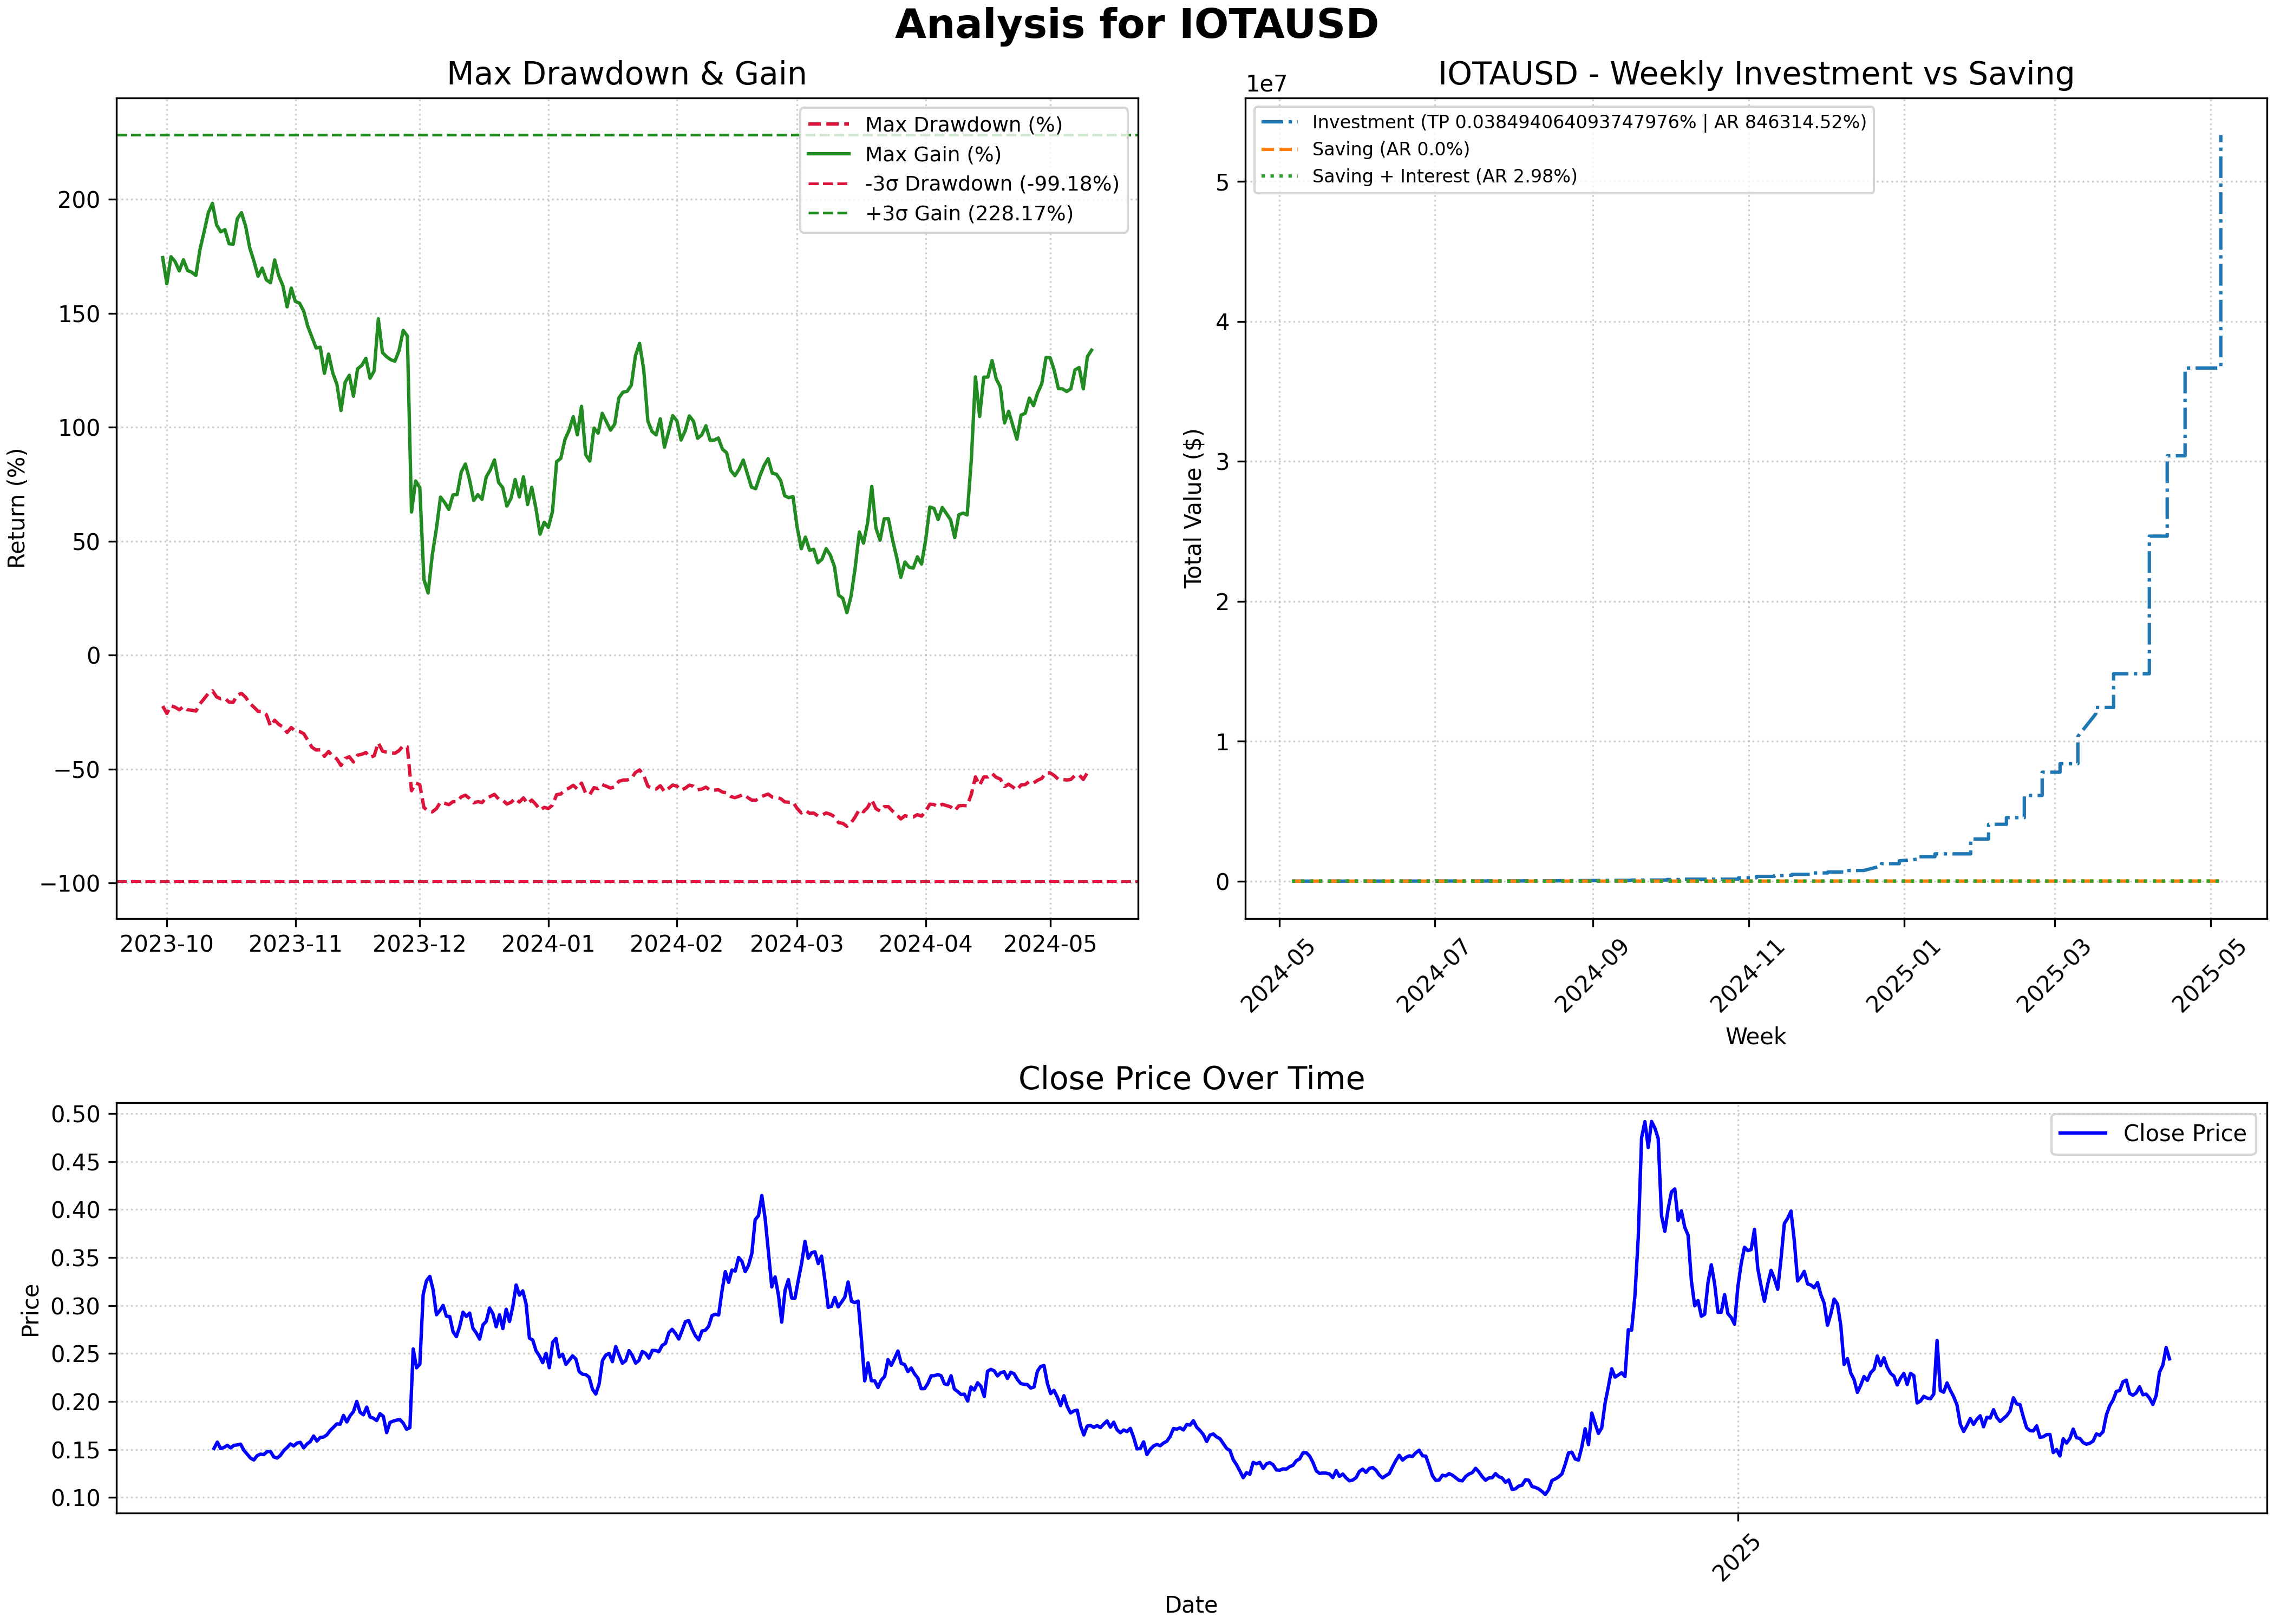 Analysis for IOTAUSD
Max Drawdown & Gain
Return (%)
200
150
100
50
0
−50
−100
2023-10
2023-11
2023-12
2024-01
2024-02
2024-03
2024-04
2024-05
Max Drawdown (%)
Max Gain (%)
-3σ Drawdown (-99.18%)
+3σ Gain (228.17%)
IOTAUSD - Weekly Investment vs Saving
1e7
Total Value ($)
5
4
3
2
1
0
Investment (TP 0.038494064093747976% | AR 846314.52%)
Saving (AR 0.0%)
Saving + Interest (AR 2.98%)
2024-05
2024-07
2024-09
2024-11
2025-01
2025-03
2025-05
Week
Close Price Over Time
Price
0.50
0.45
0.40
0.35
0.30
0.25
0.20
0.15
0.10
Close Price
2025
Date